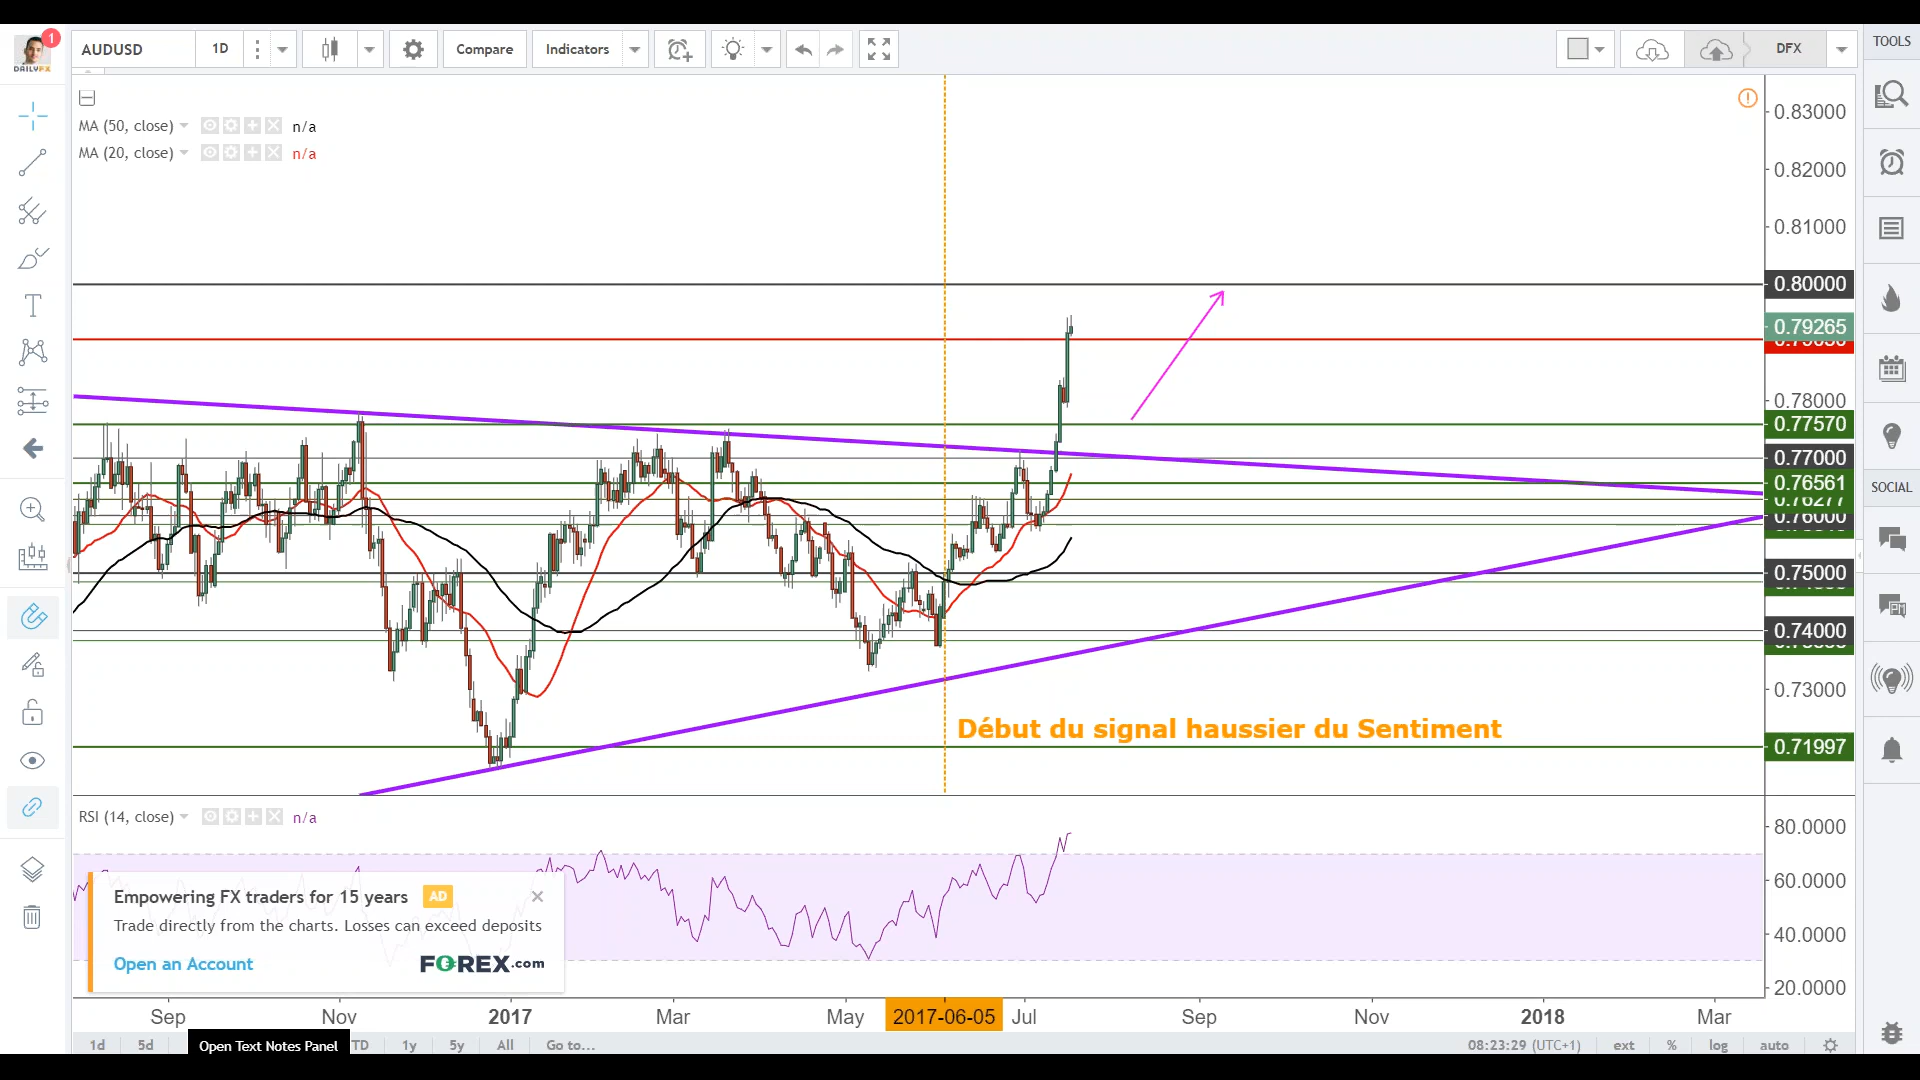 1
DAILYFX
AUDUSD
1D
Compare
Indicators
DFX
TOOLS
MA (50, close) n/a
MA (20, close) n/a
0.83000
0.82000
0.81000
0.80000
0.79265
0.78000
0.77570
0.77000
0.76561
0.76277
0.76000
0.75000
0.74000
0.73000
0.71997
SOCIAL
Début du signal haussier du Sentiment
RSI (14, close) n/a
80.0000
60.0000
40.0000
20.0000
Empowering FX traders for 15 years AD
Trade directly from the charts. Losses can exceed deposits
Open an Account
FOREX.com
Sep Nov 2017 Mar May 2017-06-05 Jul Sep Nov 2018 Mar
1d 5d Open Text Notes Panel TD 1y 5y All Go to... 08:23:29 (UTC+1) ext % log auto